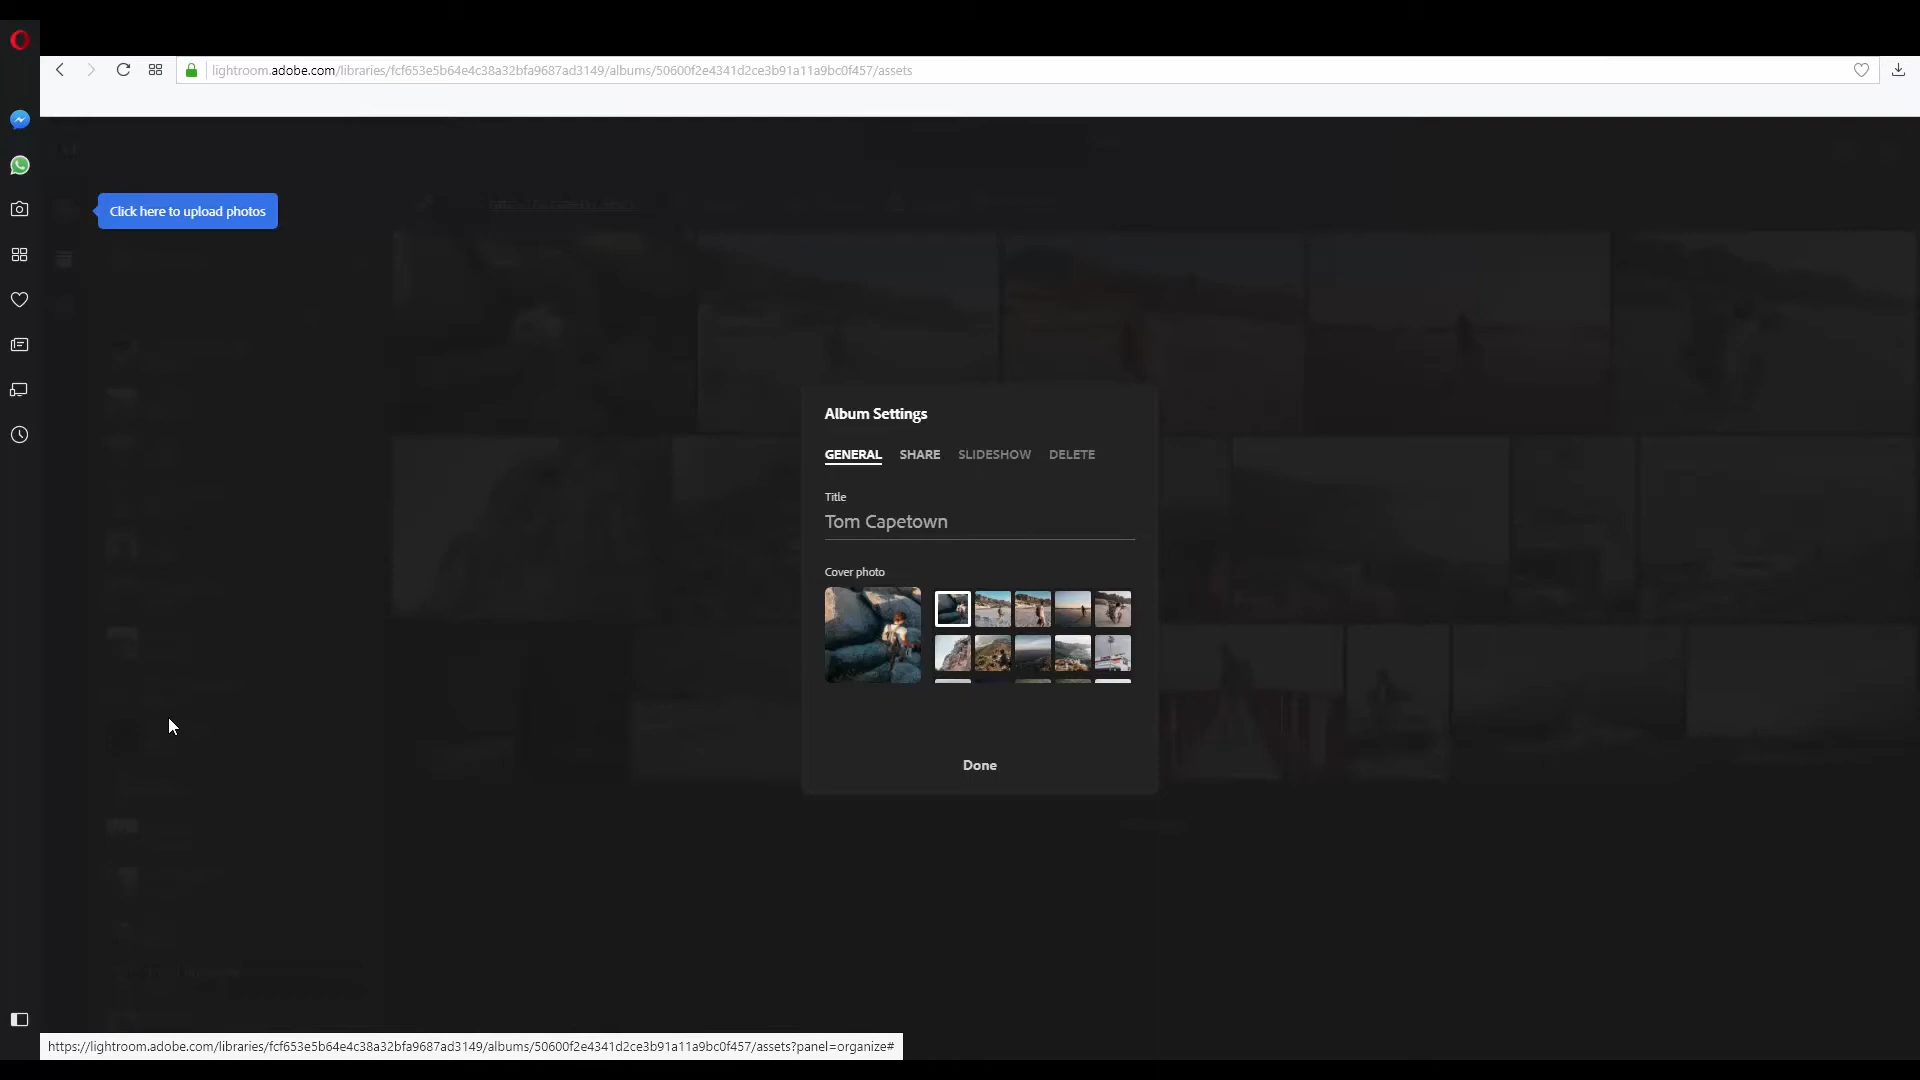 lightroom.adobe.com/libraries/fcf653e5b64e4c38a32bfa9687ad3149/albums/50600f2e4341d2ce3b91a11a9bc0f457/assets
Click here to upload photos
Album Settings
GENERAL SHARE SLIDESHOW DELETE
Title
Tom Capetown
Cover photo
Done
https://lightroom.adobe.com/libraries/fcf653e5b64e4c38a32bfa9687ad3149/albums/50600f2e4341d2ce3b91a11a9bc0f457/assets?panel=organize#